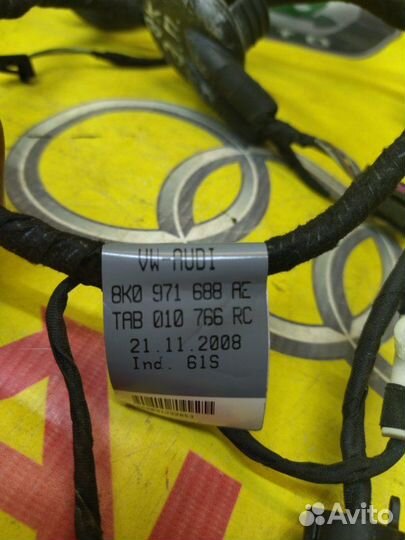 VW-AUDI
8K0 971 688 AE
TAB 010 766 RC
21.11.2008
Ind. 61S
Avito